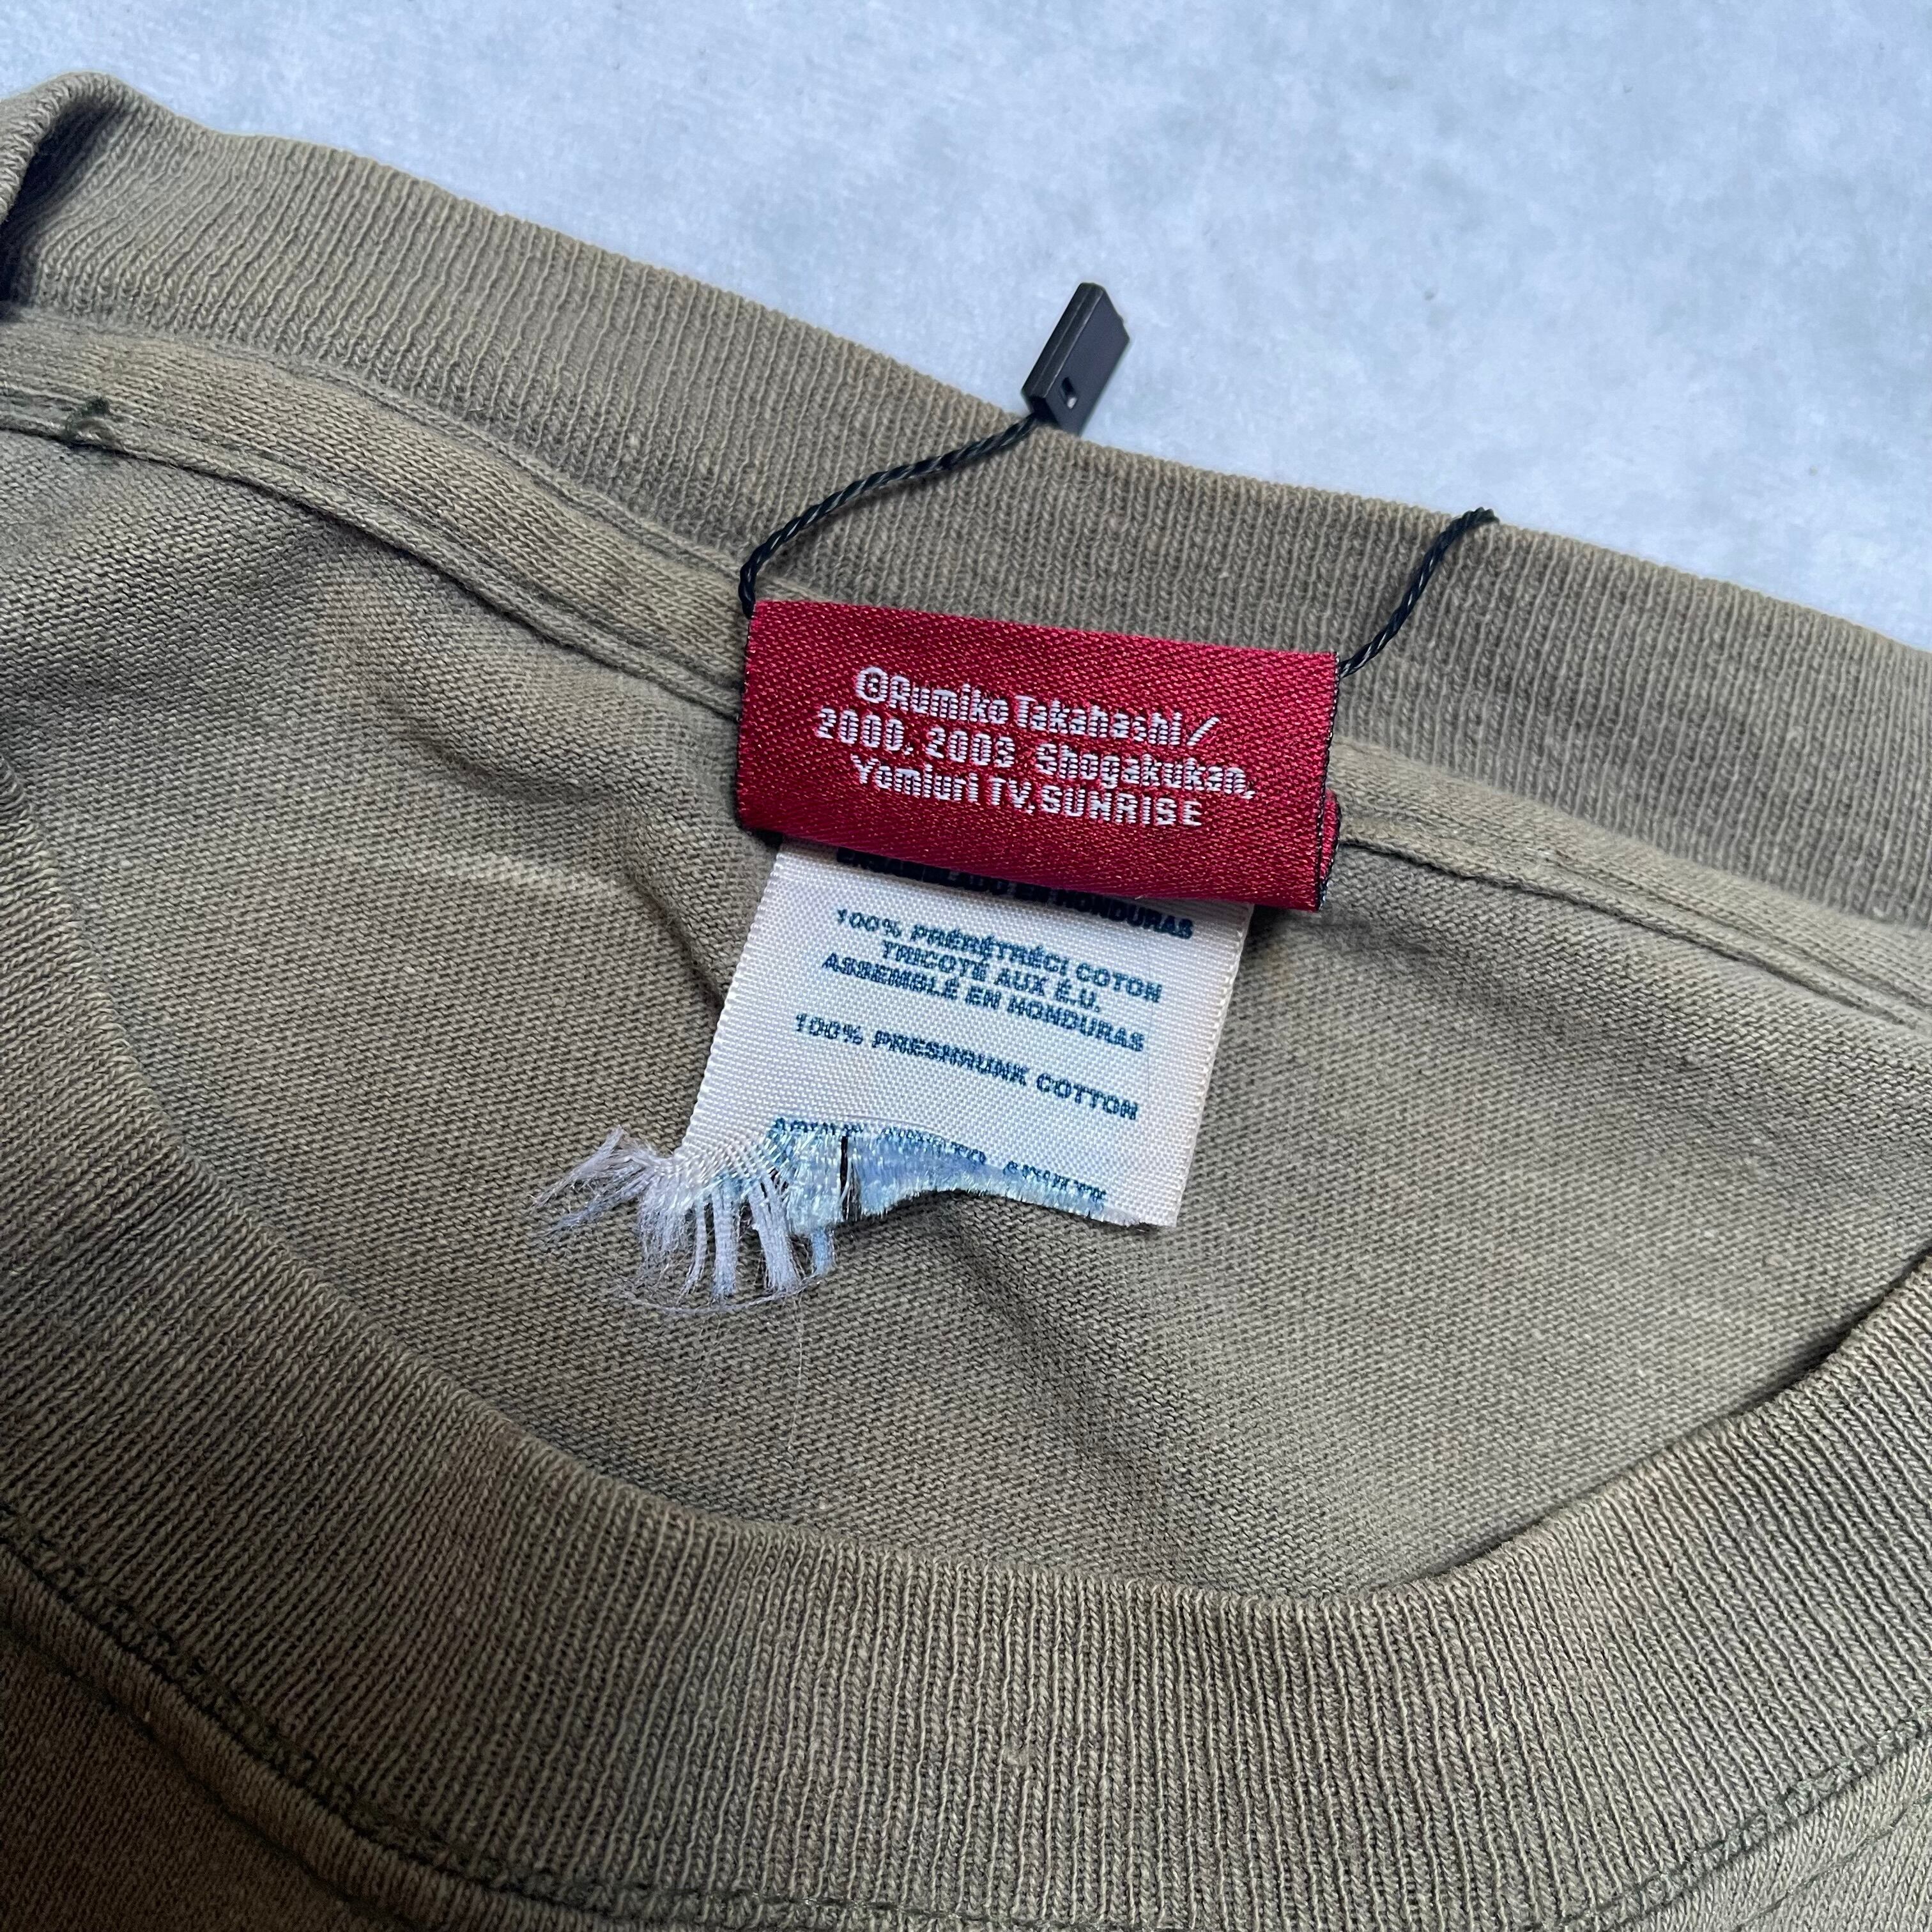 ©Rumiko Takahashi/
2000, 2003 Shogakukan,
Yomiuri TV, SUNRISE
EN HONDURAS
100% PRÉRÉTRÉCI COTON
TRICOTÉ AUX É.U.
ASSEMBLÉ EN HONDURAS
100% PRESHRUNK COTTON